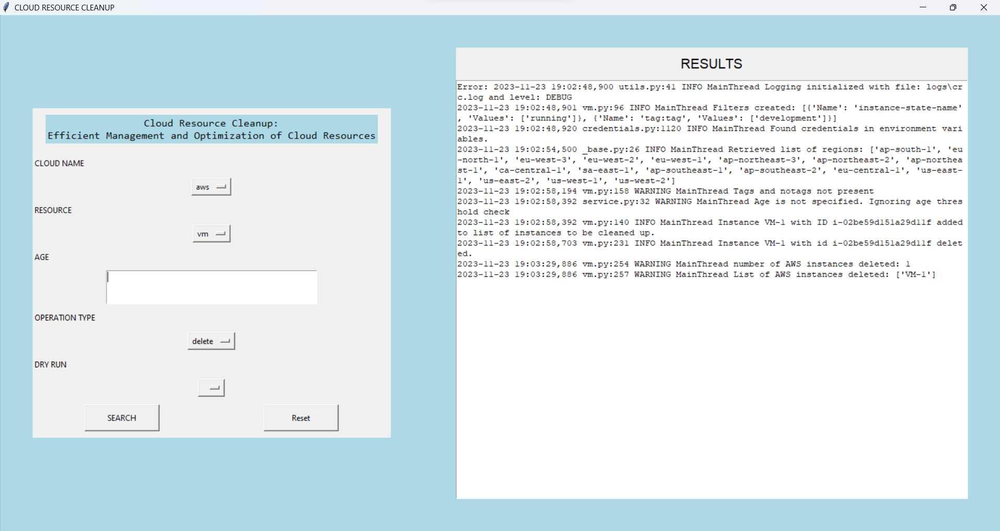 CLOUD RESOURCE CLEANUP
Cloud Resource Cleanup:
Efficient Management and Optimization of Cloud Resources
CLOUD NAME
aws
RESOURCE
vm
AGE
OPERATION TYPE
delete
DRY RUN
SEARCH
Reset
RESULTS
Error: 2023-11-23 19:02:48,900 utils.py:41 INFO MainThread Logging initialized with file: logs\cr
c.log and level: DEBUG
2023-11-23 19:02:48,901 vm.py:96 INFO MainThread Filters created: [{'Name': 'instance-state-name'
, 'Values': ['running']}, {'Name': 'tag:tag', 'Values': ['development']}]
2023-11-23 19:02:48,920 credentials.py:1120 INFO MainThread Found credentials in environment vari
ables.
2023-11-23 19:02:54,500 _base.py:26 INFO MainThread Retrieved list of regions: ['ap-south-1', 'eu
-north-1', 'eu-west-3', 'eu-west-2', 'eu-west-1', 'ap-northeast-3', 'ap-northeast-2', 'ap-northea
st-1', 'ca-central-1', 'sa-east-1', 'ap-southeast-1', 'ap-southeast-2', 'eu-central-1', 'us-east-
1', 'us-east-2', 'us-west-1', 'us-west-2']
2023-11-23 19:02:58,194 vm.py:158 WARNING MainThread Tags and notags not present
2023-11-23 19:02:58,392 service.py:32 WARNING MainThread Age is not specified. Ignoring age thres
hold check
2023-11-23 19:02:58,392 vm.py:140 INFO MainThread Instance VM-1 with ID i-02be59d151a29d11f added
to list of instances to be cleaned up.
2023-11-23 19:02:58,703 vm.py:231 INFO MainThread Instance VM-1 with id i-02be59d151a29d11f delet
ed.
2023-11-23 19:03:29,886 vm.py:254 WARNING MainThread number of AWS instances deleted: 1
2023-11-23 19:03:29,886 vm.py:257 WARNING MainThread List of AWS instances deleted: ['VM-1']